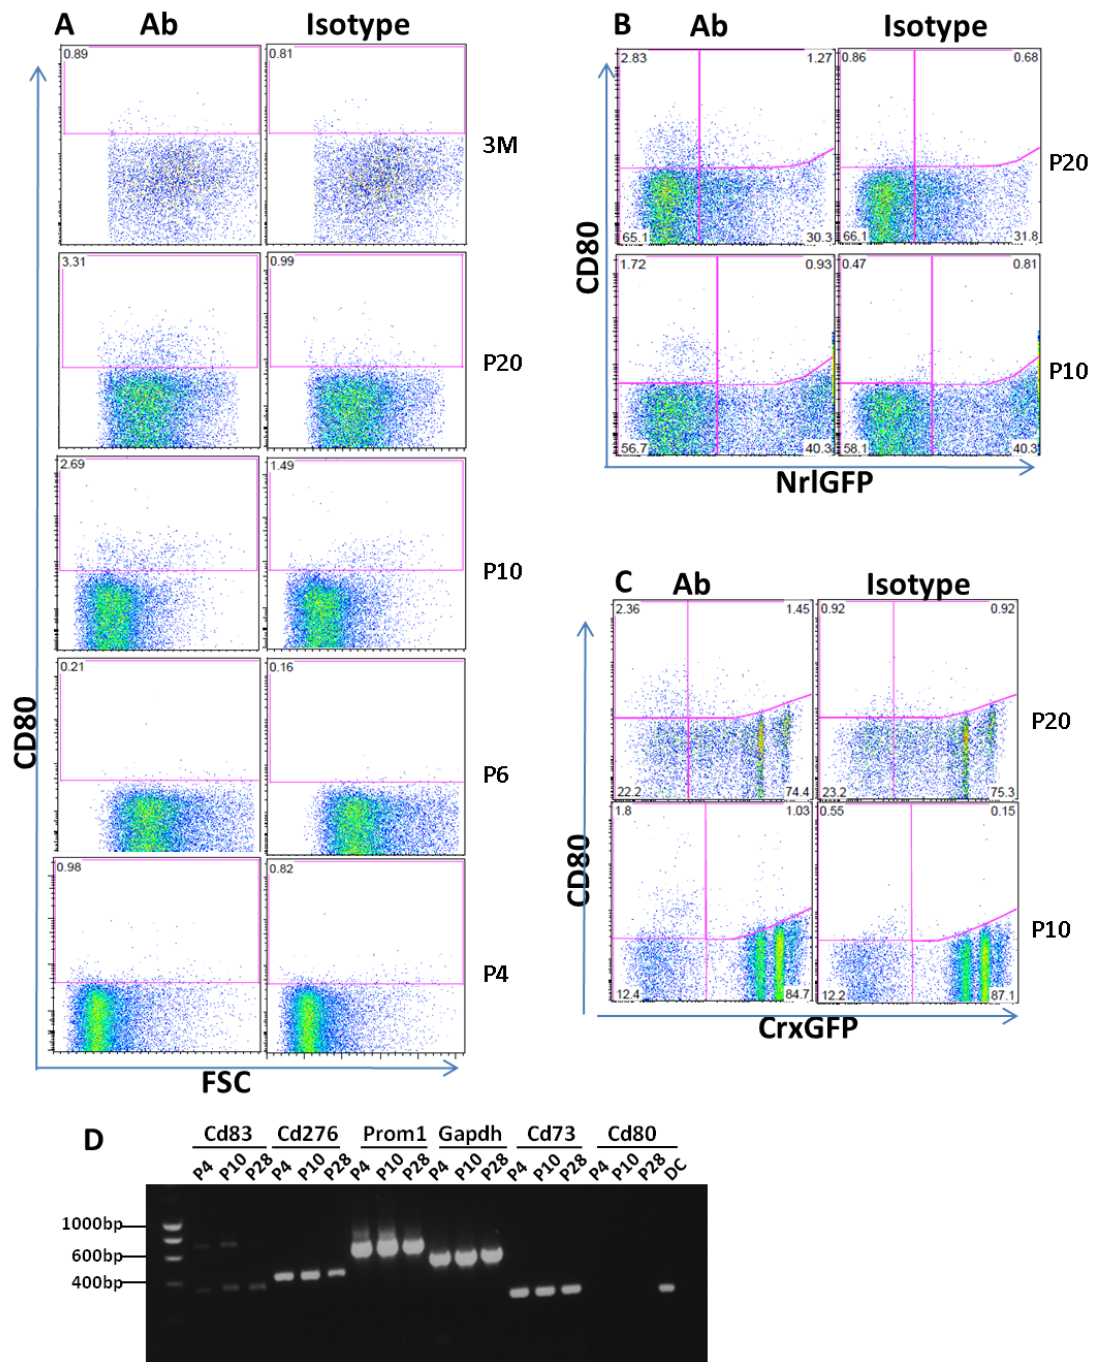 A Ab Isotype
0.89 0.81
3M
3.31 0.99
P20
2.69 1.49
P10
0.21 0.16
P6
0.98 0.82
P4
CD80
FSC
B Ab Isotype
2.83 1.27 0.86 0.68
P20
65.1 30.3 66.1 31.8
1.72 0.93 0.47 0.81
P10
56.7 40.3 58.1 40.3
CD80
NrlGFP
C Ab Isotype
2.36 1.45 0.92 0.92
P20
22.2 74.4 23.2 75.3
1.8 1.03 0.55 0.15
P10
12.4 84.7 12.2 87.1
CD80
CrxGFP
D Cd83 Cd276 Prom1 Gapdh Cd73 Cd80
P4 P10 P28 P4 P10 P28 P4 P10 P28 P4 P10 P28 P4 P10 P28 P4 P10 P28 DC
1000bp
600bp
400bp